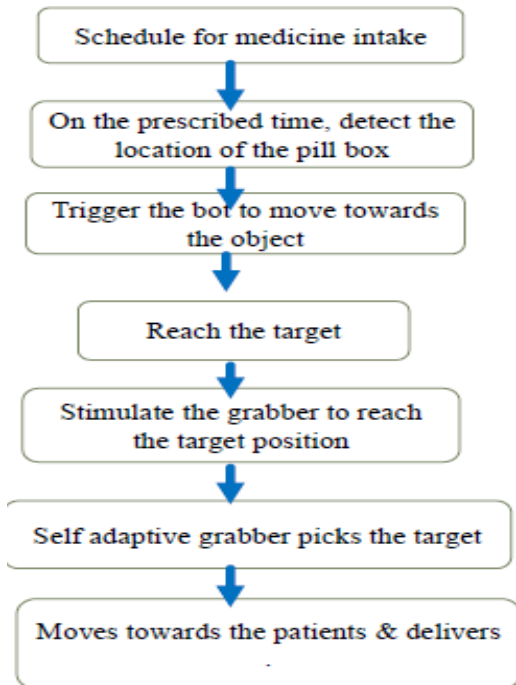 Schedule for medicine intake
On the prescribed time, detect the
location of the pill box
Trigger the bot to move towards
the object
Reach the target
Stimulate the grabber to reach
the target position
Self adaptive grabber picks the target
Moves towards the patients & delivers
.